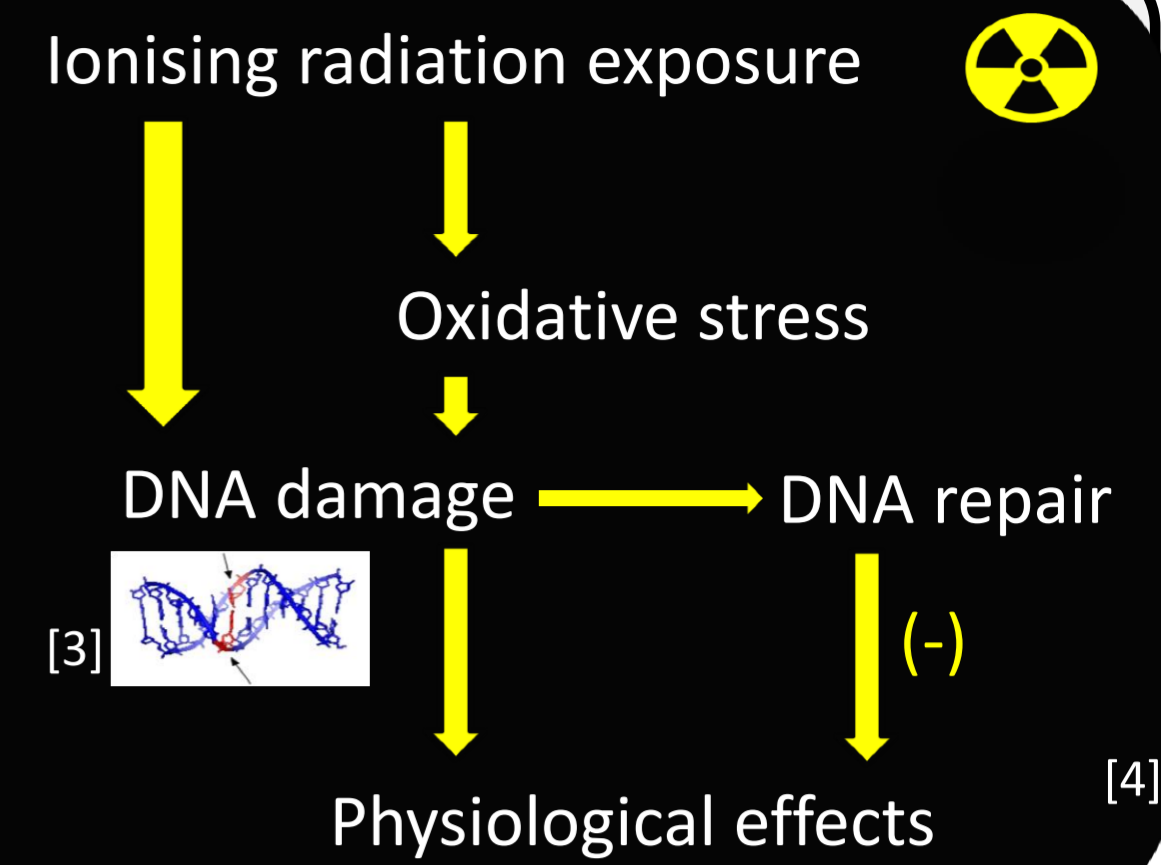 Ionising radiation exposure
Oxidative stress
DNA damage
DNA repair
[3]
(-)
[4]
Physiological effects